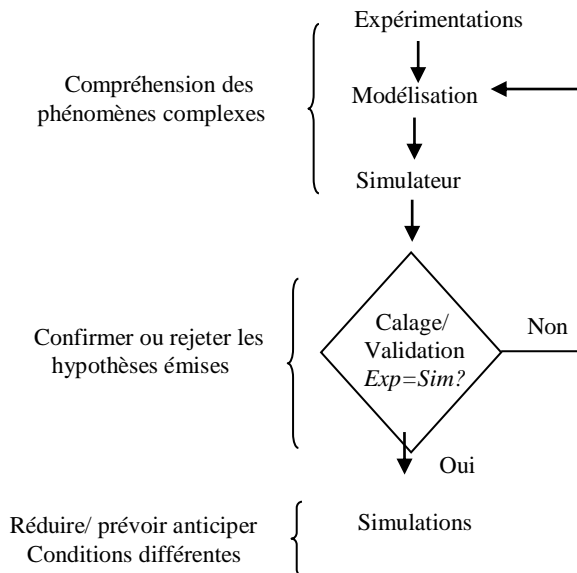 Expérimentations
Compréhension des
phénomènes complexes
Modélisation
Simulateur
Confirmer ou rejeter les
hypothèses émises
Calage/
Validation
Exp=Sim?
Non
Oui
Réduire/ prévoir anticiper
Conditions différentes
Simulations